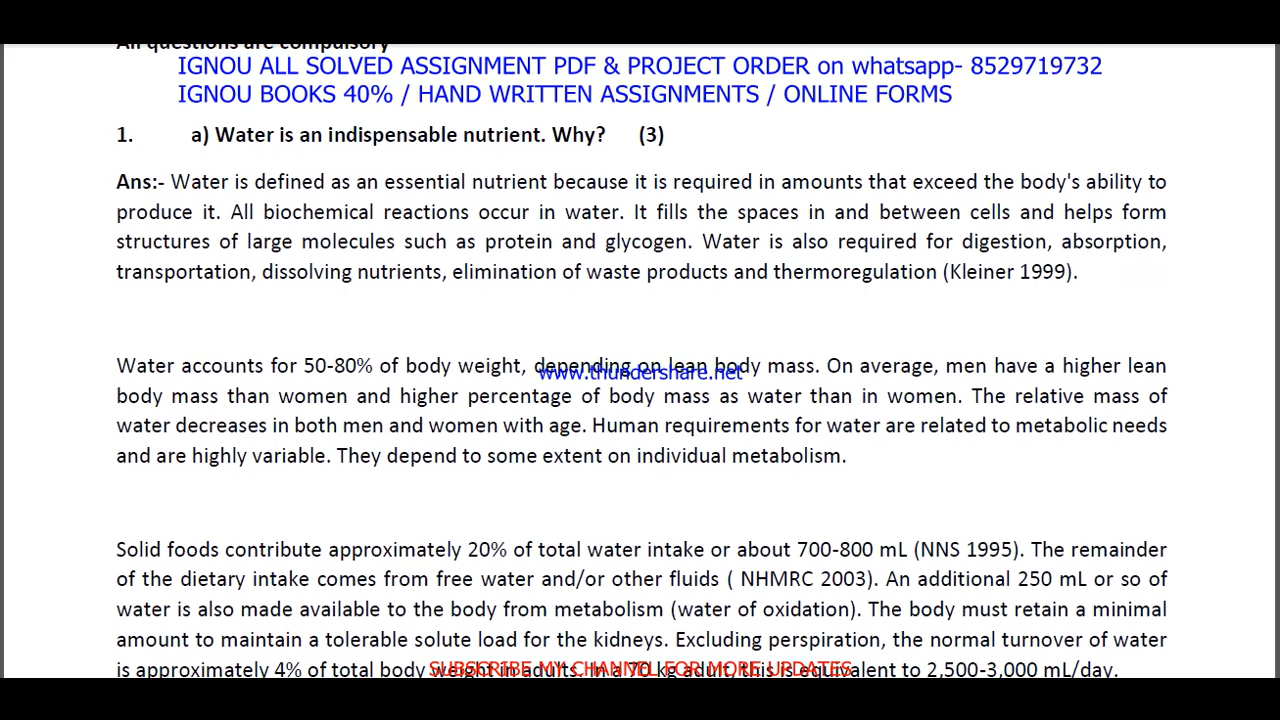 All questions are compulsory
IGNOU ALL SOLVED ASSIGNMENT PDF & PROJECT ORDER on whatsapp- 8529719732
IGNOU BOOKS 40% / HAND WRITTEN ASSIGNMENTS / ONLINE FORMS
1. a) Water is an indispensable nutrient. Why? (3)
Ans:- Water is defined as an essential nutrient because it is required in amounts that exceed the body's ability to
produce it. All biochemical reactions occur in water. It fills the spaces in and between cells and helps form
structures of large molecules such as protein and glycogen. Water is also required for digestion, absorption,
transportation, dissolving nutrients, elimination of waste products and thermoregulation (Kleiner 1999).
Water accounts for 50-80% of body weight, depending on lean body mass. On average, men have a higher lean
www.thundershare.net
body mass than women and higher percentage of body mass as water than in women. The relative mass of
water decreases in both men and women with age. Human requirements for water are related to metabolic needs
and are highly variable. They depend to some extent on individual metabolism.
Solid foods contribute approximately 20% of total water intake or about 700-800 mL (NNS 1995). The remainder
of the dietary intake comes from free water and/or other fluids ( NHMRC 2003). An additional 250 mL or so of
water is also made available to the body from metabolism (water of oxidation). The body must retain a minimal
amount to maintain a tolerable solute load for the kidneys. Excluding perspiration, the normal turnover of water
is approximately 4% of total body weight in adults. In a 70 kg adult, this is equivalent to 2,500-3,000 mL/day.
SUBSCRIBE MY CHANNEL FOR MORE UPDATES